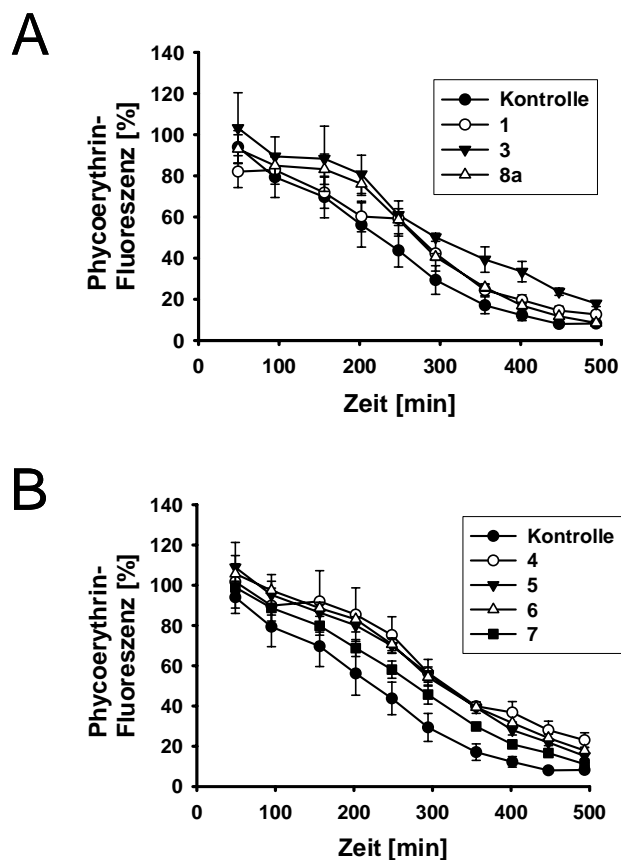 A
Phycoerythrin-
Fluoreszenz [%]
140
120
100
80
60
40
20
0
Kontrolle
1
3
8a
0 100 200 300 400 500
Zeit [min]
B
Phycoerythrin-
Fluoreszenz [%]
140
120
100
80
60
40
20
0
Kontrolle
4
5
6
7
0 100 200 300 400 500
Zeit [min]